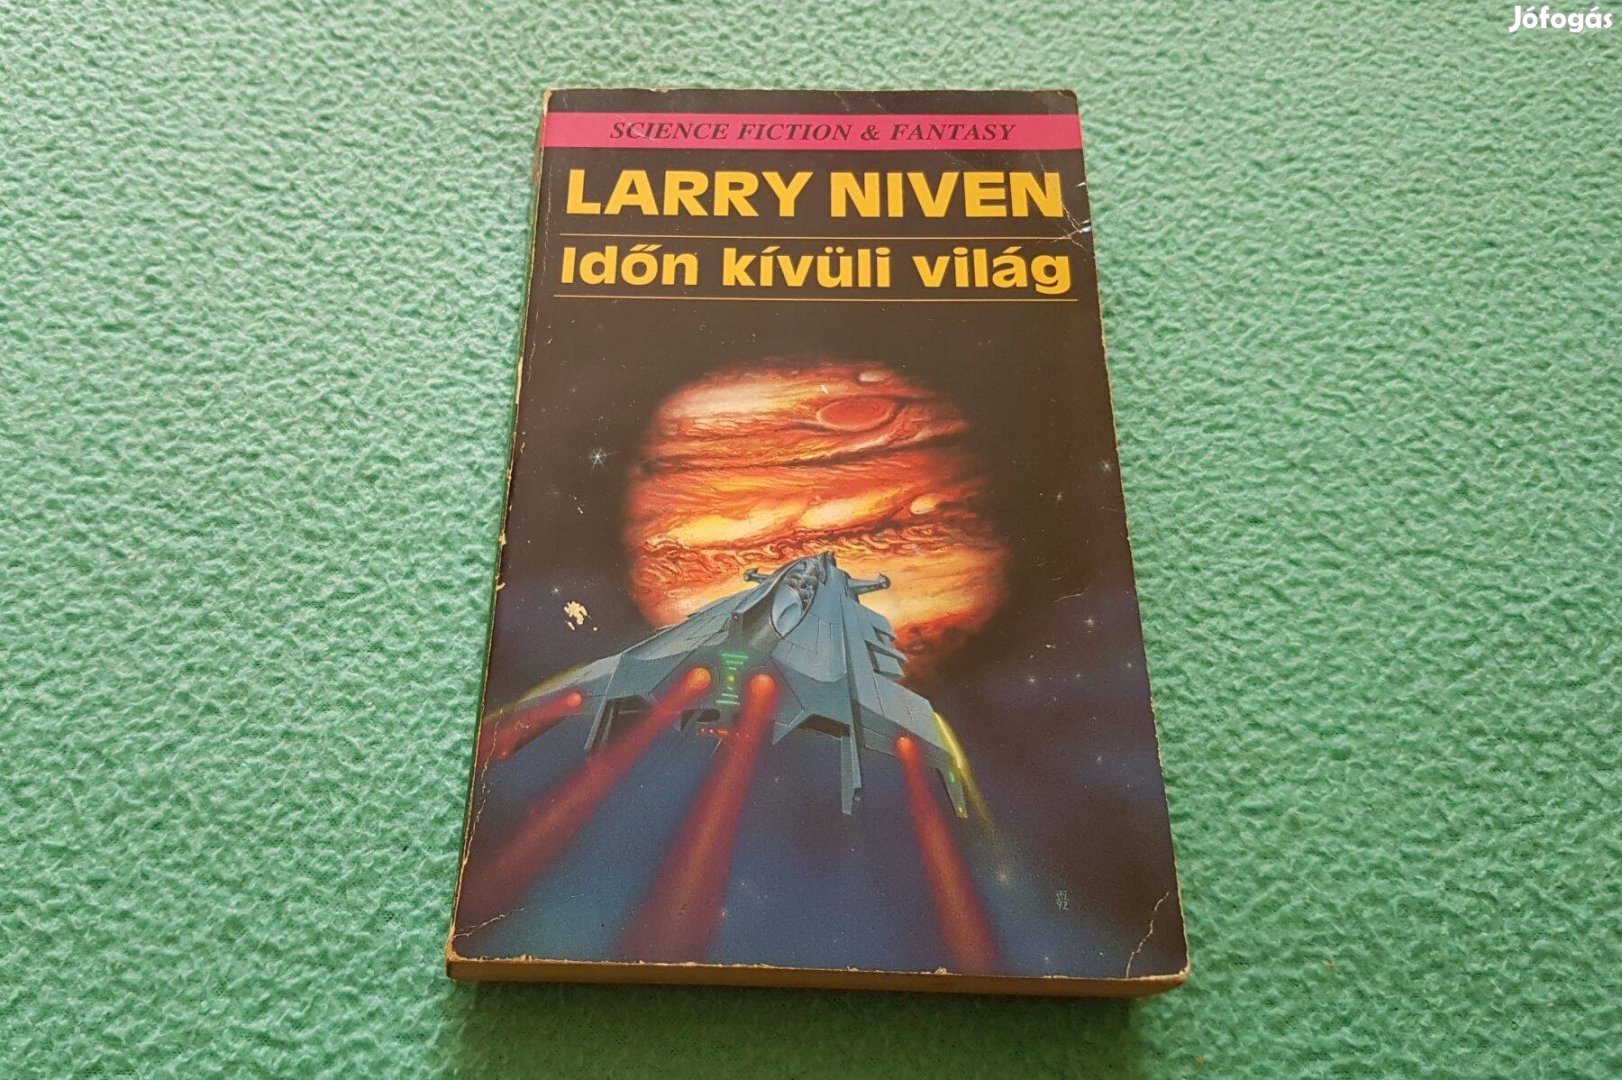 Jófogás
SCIENCE FICTION & FANTASY
LARRY NIVEN
Időn kívüli világ